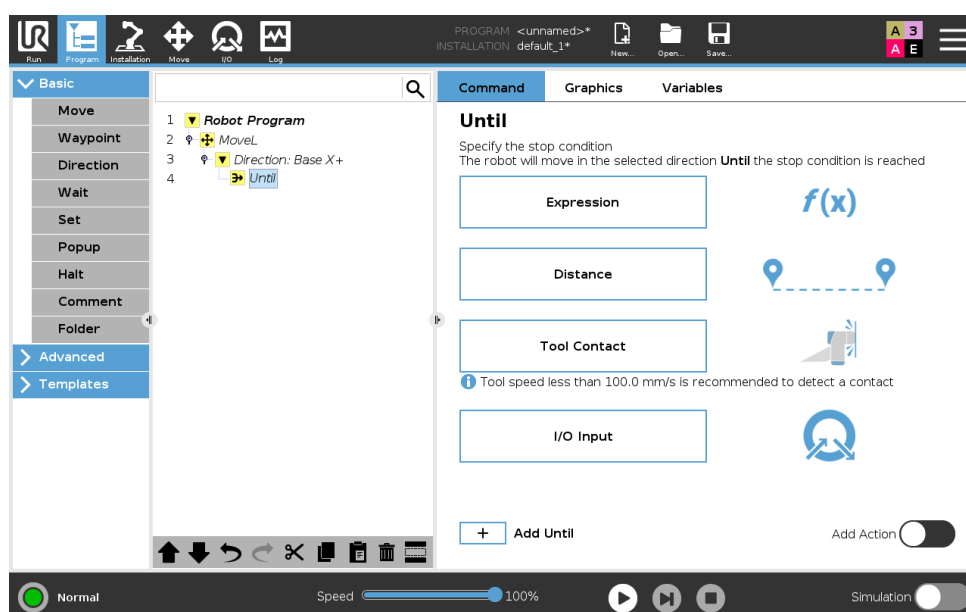 UR
PROGRAM <unnamed>*
INSTALLATION default_1*
Run Program Installation Move I/O Log New... Open... Save...
A 3
A E
Basic
Move
Waypoint
Direction
Wait
Set
Popup
Halt
Comment
Folder
Advanced
Templates
1 Robot Program
2 MoveL
3 Direction: Base X+
4 Until
Command Graphics Variables
Until
Specify the stop condition
The robot will move in the selected direction Until the stop condition is reached
Expression f(x)
Distance
Tool Contact
Tool speed less than 100.0 mm/s is recommended to detect a contact
I/O Input
+ Add Until Add Action
Normal Speed 100% Simulation